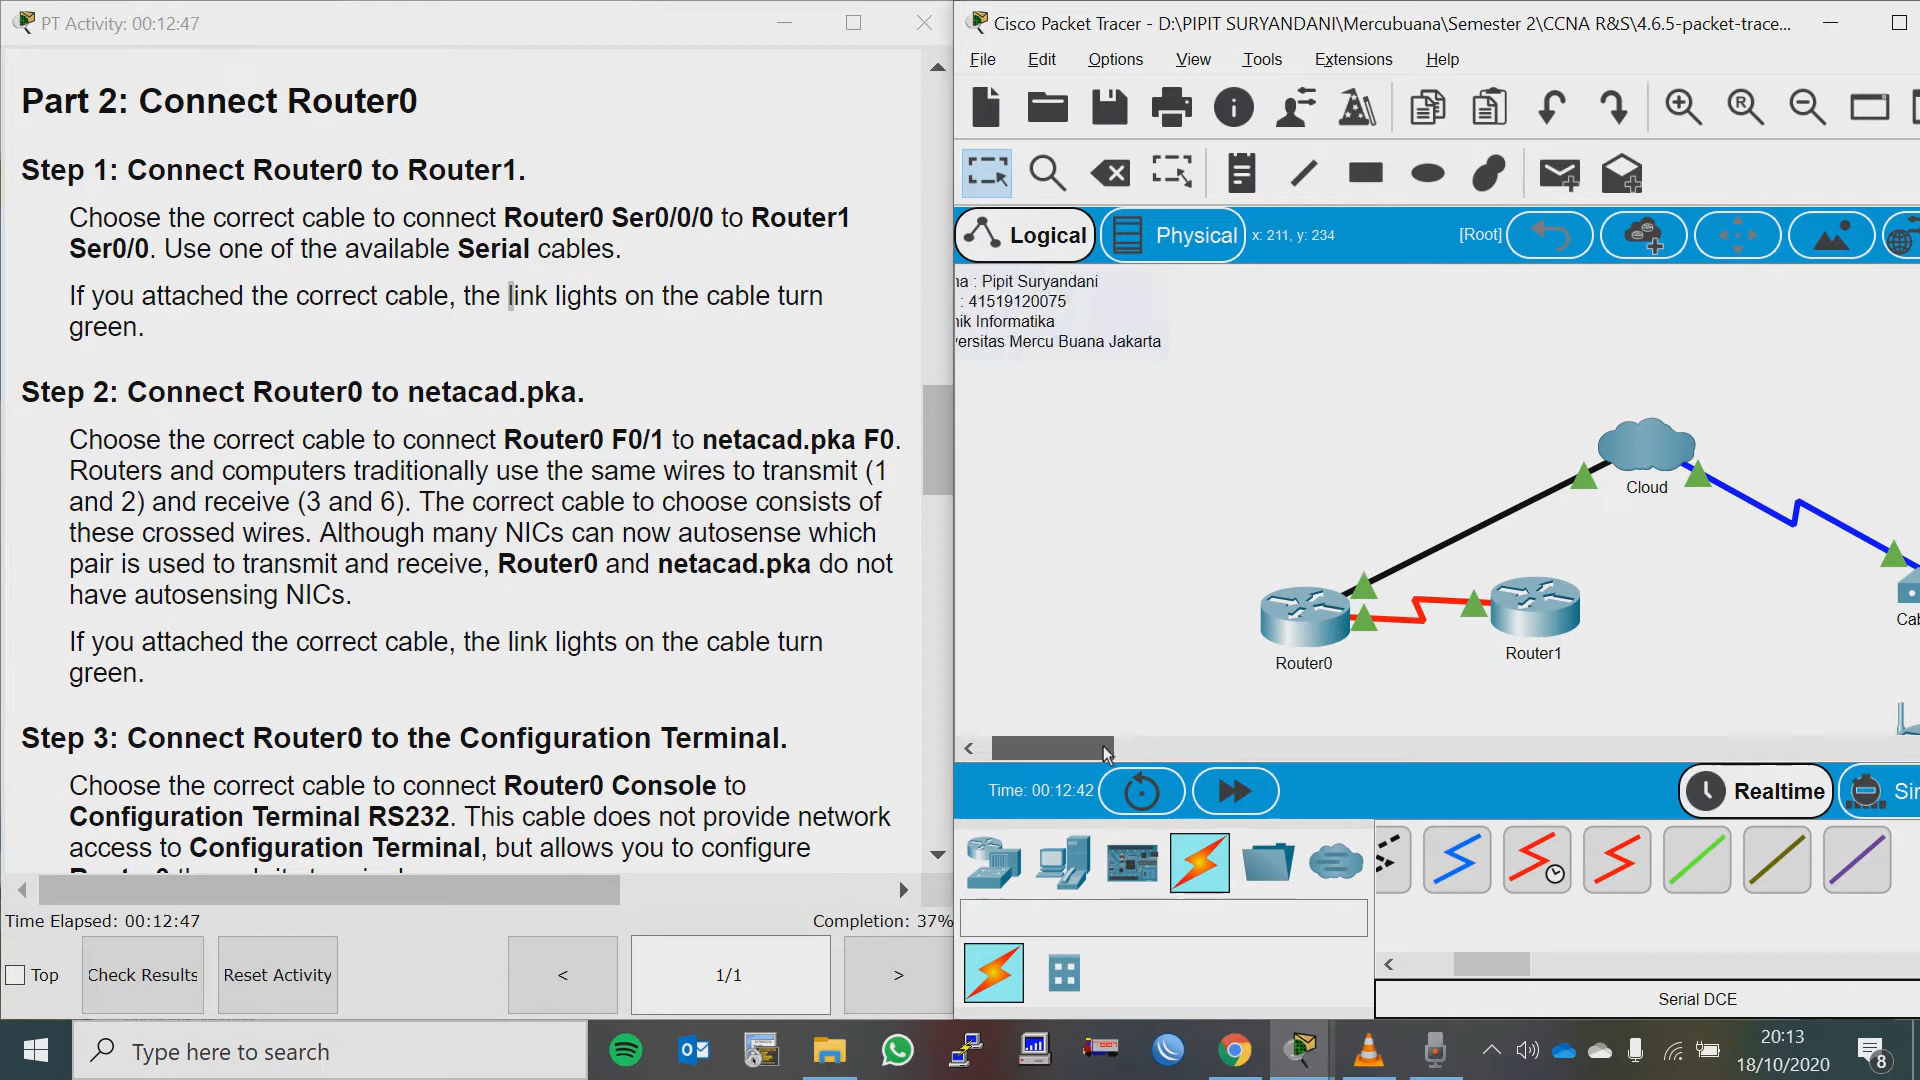 PT Activity: 00:12:47
Part 2: Connect Router0
Step 1: Connect Router0 to Router1.
Choose the correct cable to connect Router0 Ser0/0/0 to Router1
Ser0/0. Use one of the available Serial cables.
If you attached the correct cable, the link lights on the cable turn
green.
Step 2: Connect Router0 to netacad.pka.
Choose the correct cable to connect Router0 F0/1 to netacad.pka F0.
Routers and computers traditionally use the same wires to transmit (1
and 2) and receive (3 and 6). The correct cable to choose consists of
these crossed wires. Although many NICs can now autosense which
pair is used to transmit and receive, Router0 and netacad.pka do not
have autosensing NICs.
If you attached the correct cable, the link lights on the cable turn
green.
Step 3: Connect Router0 to the Configuration Terminal.
Choose the correct cable to connect Router0 Console to
Configuration Terminal RS232. This cable does not provide network
access to Configuration Terminal, but allows you to configure
Time Elapsed: 00:12:47
Completion: 37%
Top
Check Results
Reset Activity
<
1/1
>
Cisco Packet Tracer - D:\PIPIT SURYANDANI\Mercubuana\Semester 2\CCNA R&S\4.6.5-packet-trace...
File Edit Options View Tools Extensions Help
R
Logical
Physical
x: 211, y: 234
[Root]
na : Pipit Suryandani
: 41519120075
nik Informatika
versitas Mercu Buana Jakarta
Cloud
Cab
Router0
Router1
Time: 00:12:42
Realtime
Sir
Serial DCE
Type here to search
20:13
18/10/2020
8